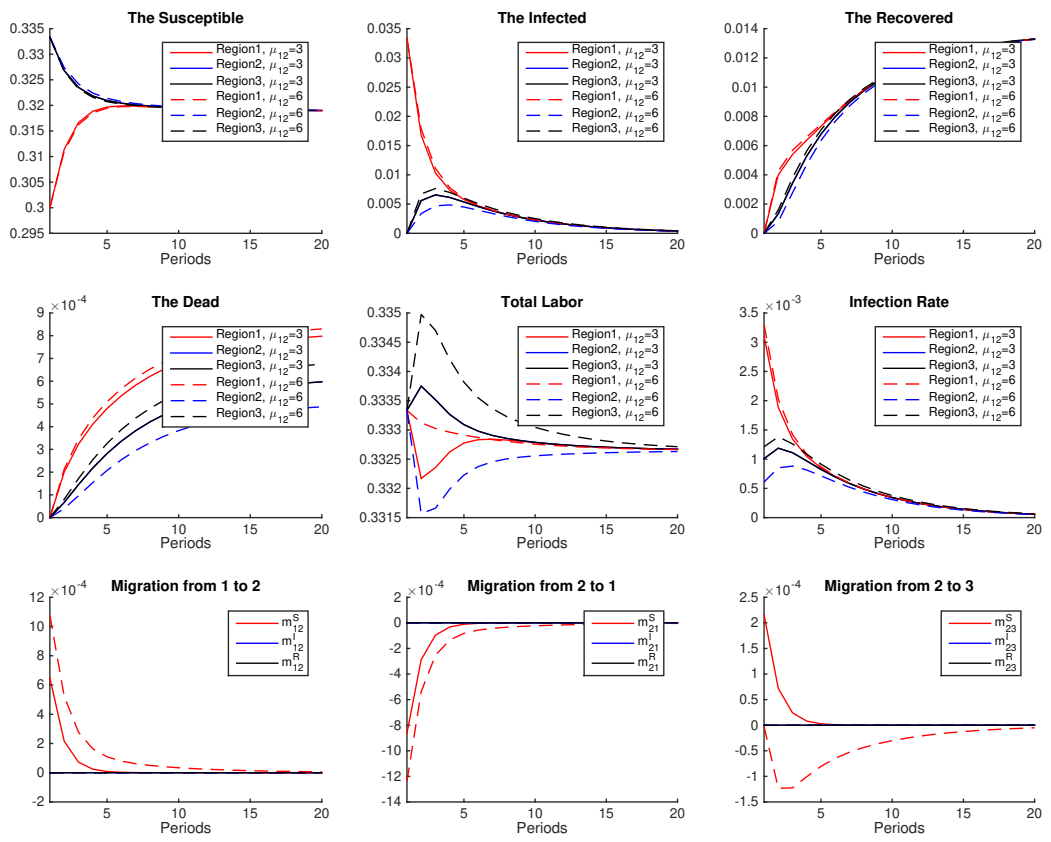 The Susceptible
0.335
0.33
0.325
0.32
0.315
0.31
0.305
0.3
0.295
5 10 15 20
Periods
Region1, μ12=3
Region2, μ12=3
Region3, μ12=3
Region1, μ12=6
Region2, μ12=6
Region3, μ12=6
The Infected
0.035
0.03
0.025
0.02
0.015
0.01
0.005
0
5 10 15 20
Periods
Region1, μ12=3
Region2, μ12=3
Region3, μ12=3
Region1, μ12=6
Region2, μ12=6
Region3, μ12=6
The Recovered
0.014
0.012
0.01
0.008
0.006
0.004
0.002
0
5 10 15 20
Periods
Region1, μ12=3
Region2, μ12=3
Region3, μ12=3
Region1, μ12=6
Region2, μ12=6
Region3, μ12=6
The Dead
×10-4
9
8
7
6
5
4
3
2
1
0
5 10 15 20
Periods
Region1, μ12=3
Region2, μ12=3
Region3, μ12=3
Region1, μ12=6
Region2, μ12=6
Region3, μ12=6
Total Labor
0.335
0.3345
0.334
0.3335
0.333
0.3325
0.332
0.3315
5 10 15 20
Periods
Region1, μ12=3
Region2, μ12=3
Region3, μ12=3
Region1, μ12=6
Region2, μ12=6
Region3, μ12=6
Infection Rate
×10-3
3.5
3
2.5
2
1.5
1
0.5
0
5 10 15 20
Periods
Region1, μ12=3
Region2, μ12=3
Region3, μ12=3
Region1, μ12=6
Region2, μ12=6
Region3, μ12=6
Migration from 1 to 2
×10-4
12
10
8
6
4
2
0
-2
5 10 15 20
Periods
mS12
mI12
mR12
Migration from 2 to 1
×10-4
2
0
-2
-4
-6
-8
-10
-12
-14
5 10 15 20
Periods
mS21
mI21
mR21
Migration from 2 to 3
×10-4
2.5
2
1.5
1
0.5
0
-0.5
-1
-1.5
5 10 15 20
Periods
mS23
mI23
mR23